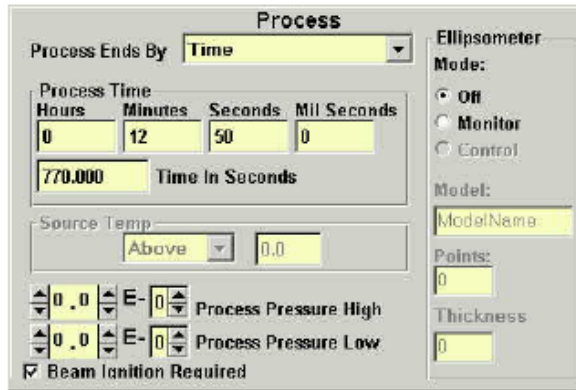 Process
Process Ends By Time
Process Time
Hours Minutes Seconds Mil Seconds
0 12 50 0
770.000 Time In Seconds
Source Temp
Above 0.0
0.0 E- 0 Process Pressure High
0.0 E- 0 Process Pressure Low
Beam Ignition Required
Ellipsometer
Mode:
Off
Monitor
Control
Model:
ModelName
Points:
0
Thickness
0